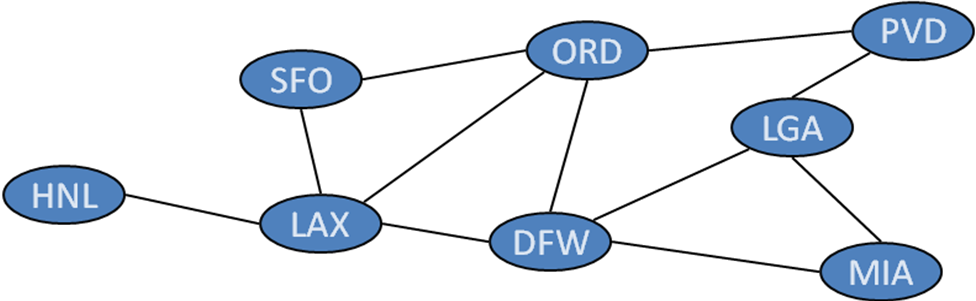 PVD
ORD
SFO
LGA
HNL
LAX
DFW
MIA